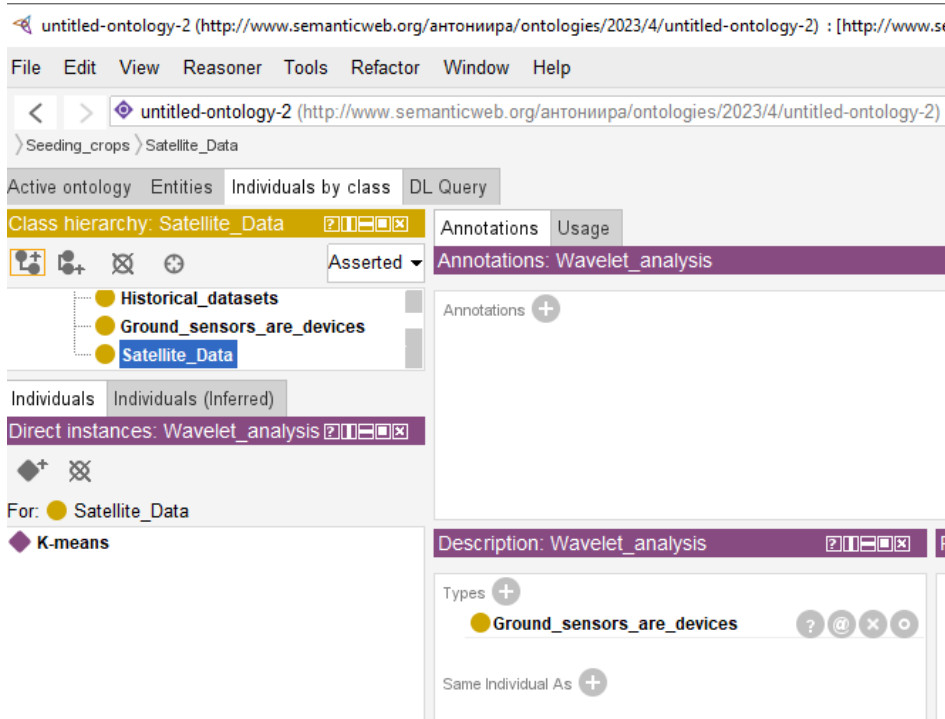 untitled-ontology-2 (http://www.semanticweb.org/антониира/ontologies/2023/4/untitled-ontology-2) : [http://www.se
File Edit View Reasoner Tools Refactor Window Help
< > untitled-ontology-2 (http://www.semanticweb.org/антониира/ontologies/2023/4/untitled-ontology-2)
Seeding_crops Satellite_Data
Active ontology Entities Individuals by class DL Query
Class hierarchy: Satellite_Data
Asserted
Historical_datasets
Ground_sensors_are_devices
Satellite_Data
Annotations Usage
Annotations: Wavelet_analysis
Annotations
Individuals Individuals (Inferred)
Direct instances: Wavelet_analysis
For: Satellite_Data
K-means
Description: Wavelet_analysis
Types
Ground_sensors_are_devices
Same Individual As